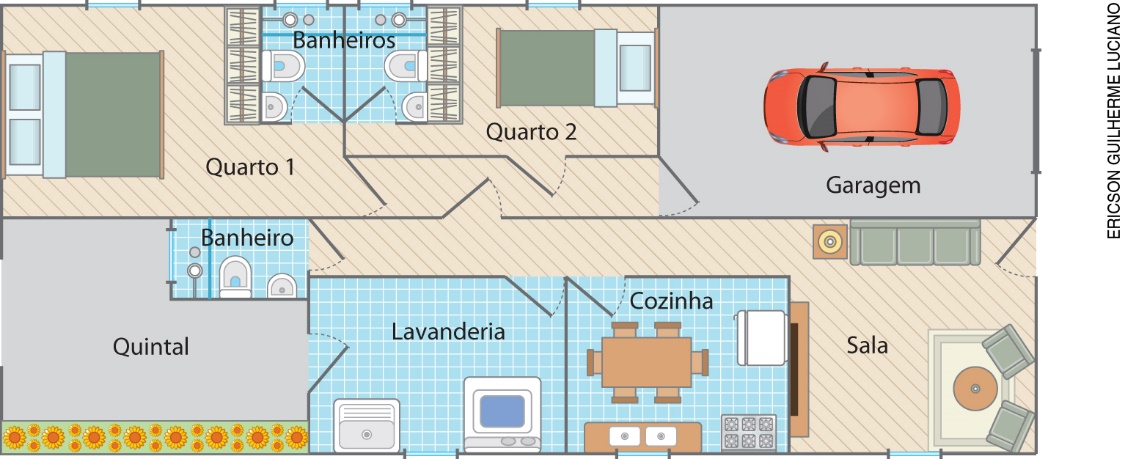 Banheiros
Quarto 2
Quarto 1
Garagem
Banheiro
Cozinha
Lavanderia
Quintal
Sala
ERICSON GUILHERME LUCIANO